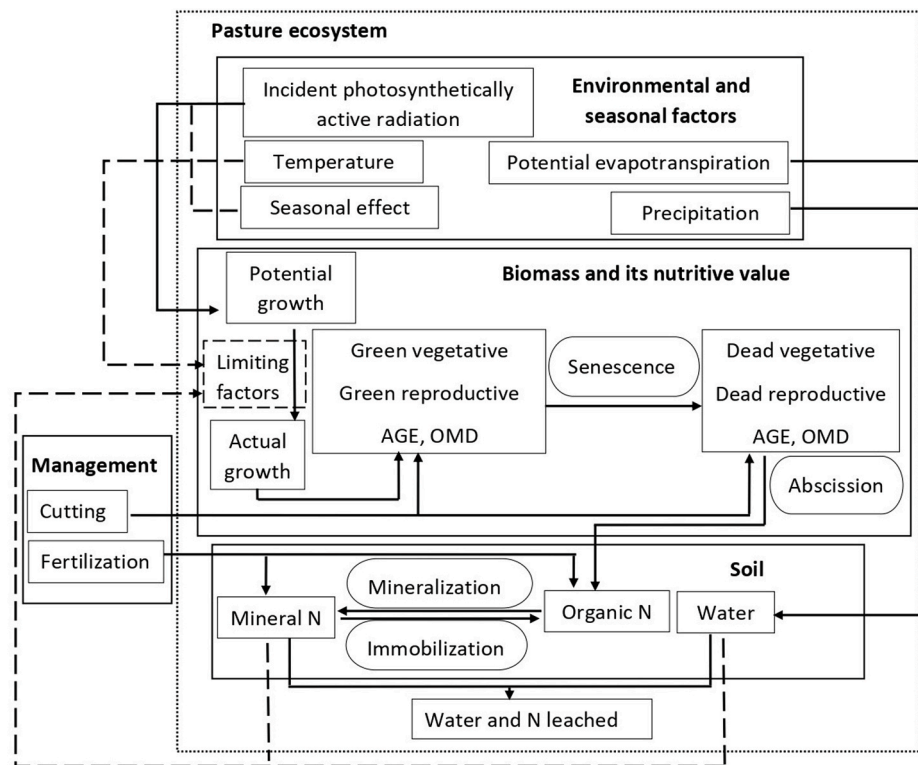 Pasture ecosystem
Incident photosynthetically
active radiation
Environmental and
seasonal factors
Temperature
Potential evapotranspiration
Seasonal effect
Precipitation
Potential
growth
Biomass and its nutritive value
Limiting
factors
Green vegetative
Green reproductive
AGE, OMD
Senescence
Dead vegetative
Dead reproductive
AGE, OMD
Actual
growth
Abscission
Management
Cutting
Fertilization
Soil
Mineralization
Mineral N
Organic N
Water
Immobilization
Water and N leached